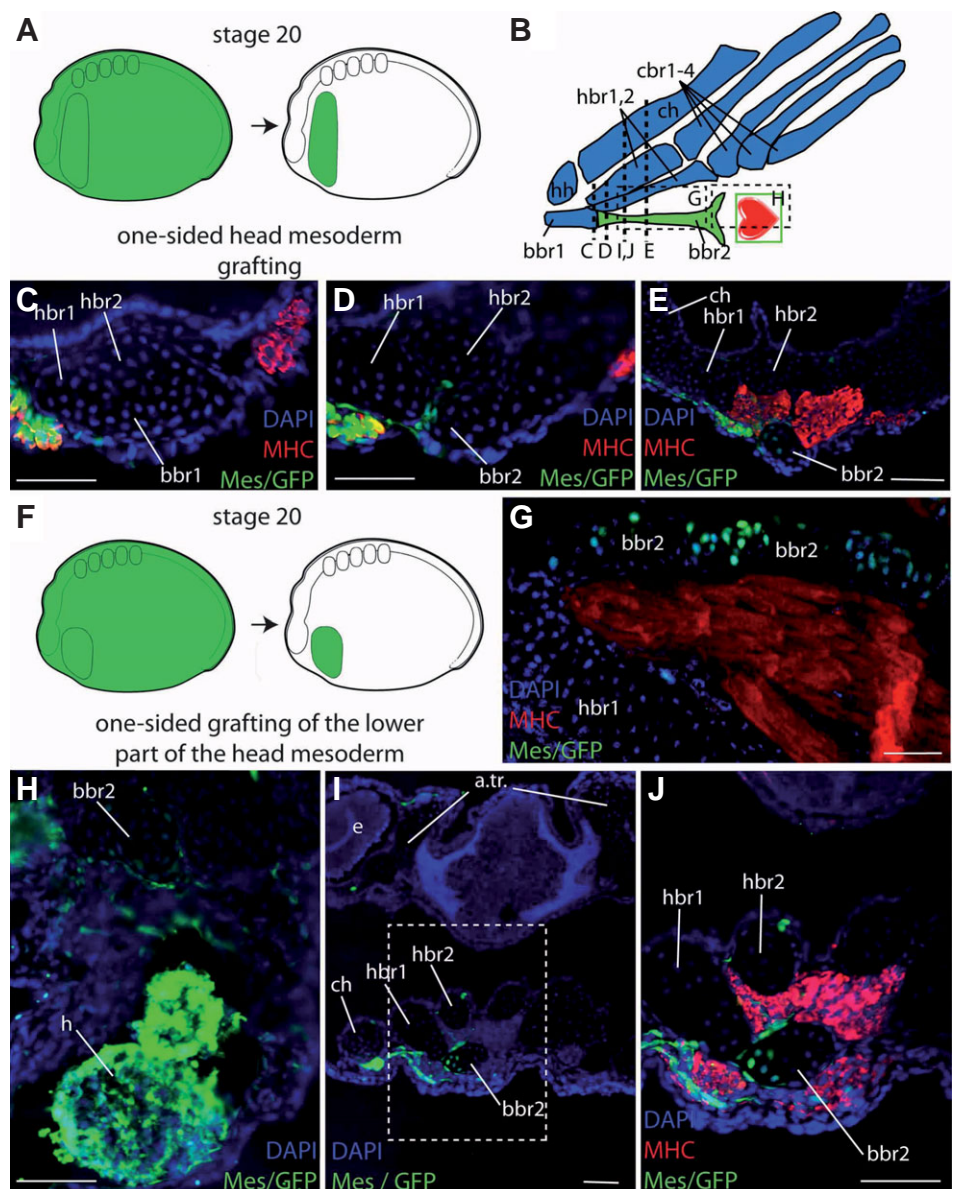 A
stage 20
one-sided head mesoderm
grafting
B
cbr1-4
hbr1,2
ch
hh
G
H
bbr1
C
D
I,J
E
bbr2
C
hbr1
hbr2
bbr1
DAPI
MHC
Mes/GFP
D
hbr1
hbr2
bbr2
DAPI
MHC
Mes/GFP
E
ch
hbr1
hbr2
DAPI
MHC
Mes/GFP
bbr2
F
stage 20
one-sided grafting of the lower
part of the head mesoderm
G
bbr2
bbr2
hbr1
DAPI
MHC
Mes/GFP
H
bbr2
h
DAPI
Mes/GFP
I
a.tr.
e
ch
hbr1
hbr2
bbr2
DAPI
Mes / GFP
J
hbr1
hbr2
bbr2
DAPI
MHC
Mes/GFP